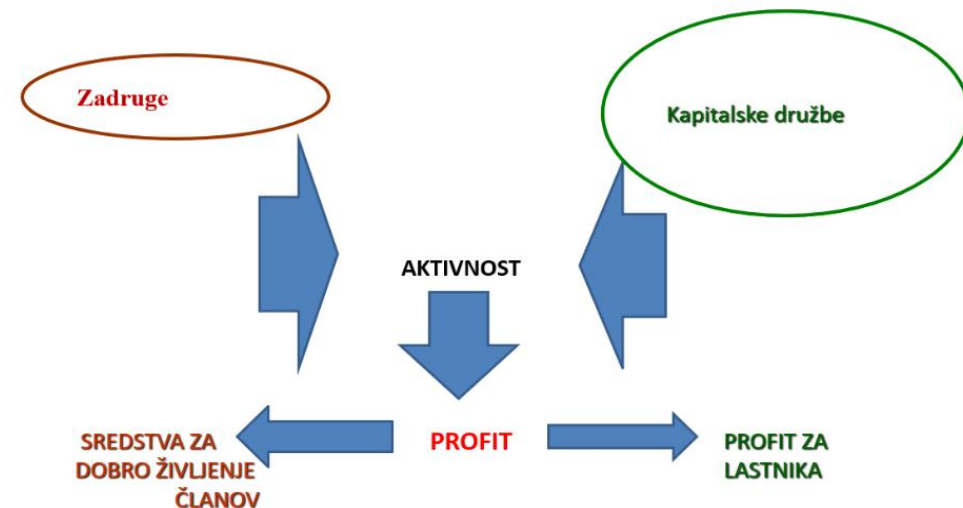 Zadruge
Kapitalske družbe
AKTIVNOST
SREDSTVA ZA
DOBRO ŽIVLJENJE
ČLANOV
PROFIT
PROFIT ZA
LASTNIKA